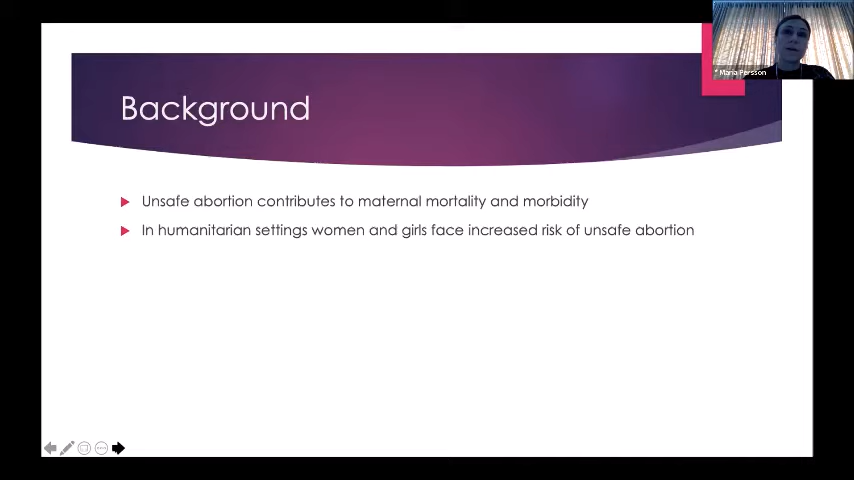 Maria Persson
Background
Unsafe abortion contributes to maternal mortality and morbidity
In humanitarian settings women and girls face increased risk of unsafe abortion